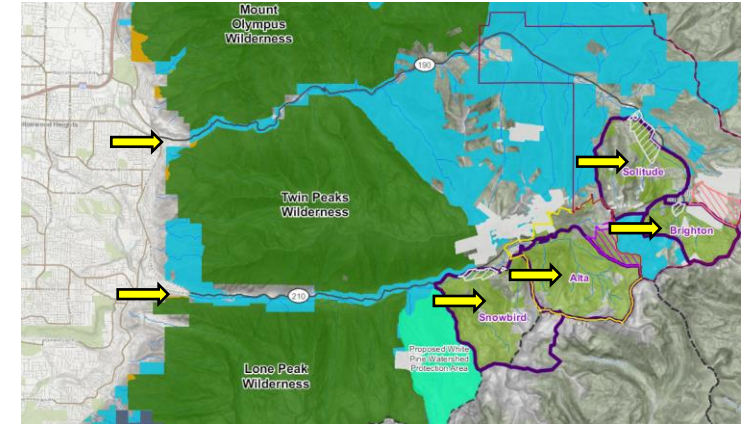 Mount
Olympus
Wilderness
190
Solitude
Twin Peaks
Wilderness
Brighton
210
Alta
Snowbird
Proposed White
Pine Watershed
Protection Area
Lone Peak
Wilderness